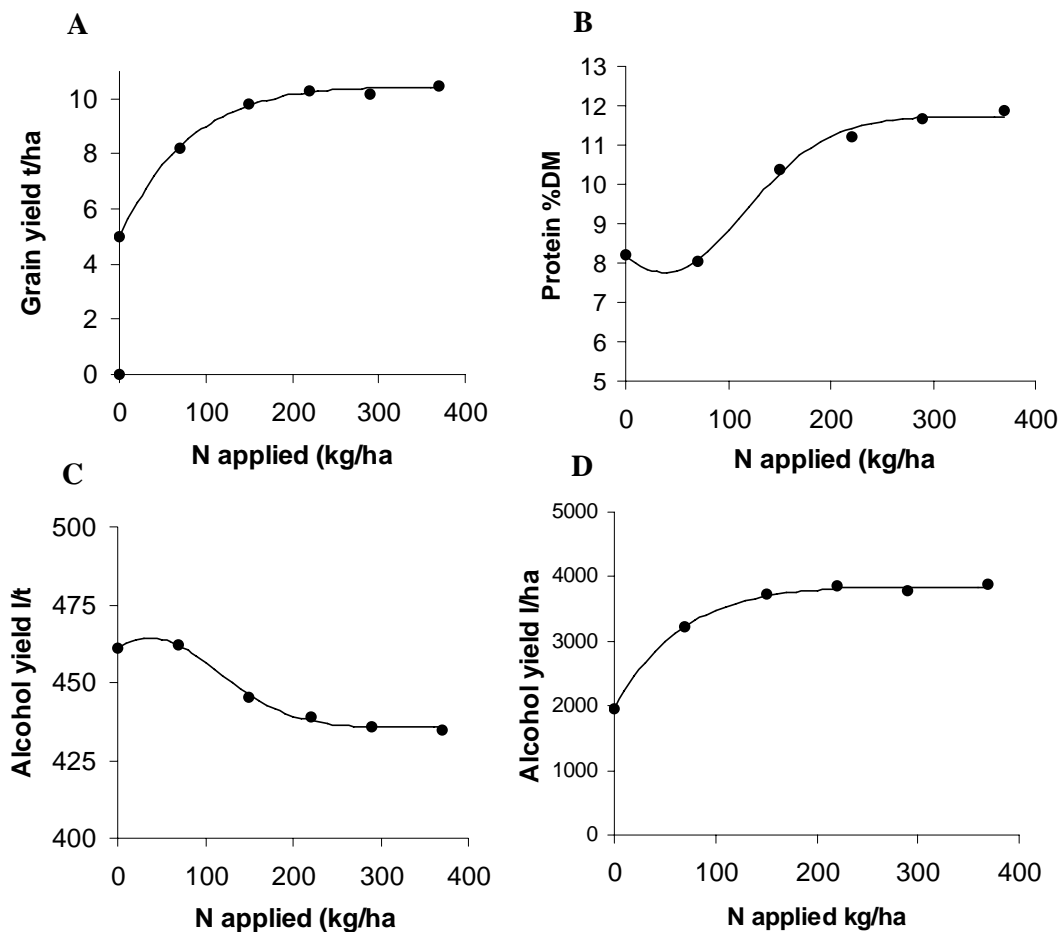 A
Grain yield t/ha
10
8
6
4
2
0
0 100 200 300 400
N applied (kg/ha
B
Protein %DM
13
12
11
10
9
8
7
6
5
0 100 200 300 400
N applied (kg/ha
C
Alcohol yield l/t
500
475
450
425
400
0 100 200 300 400
N applied (kg/ha
D
Alcohol yield l/ha
5000
4000
3000
2000
1000
0
0 100 200 300 400
N applied kg/ha